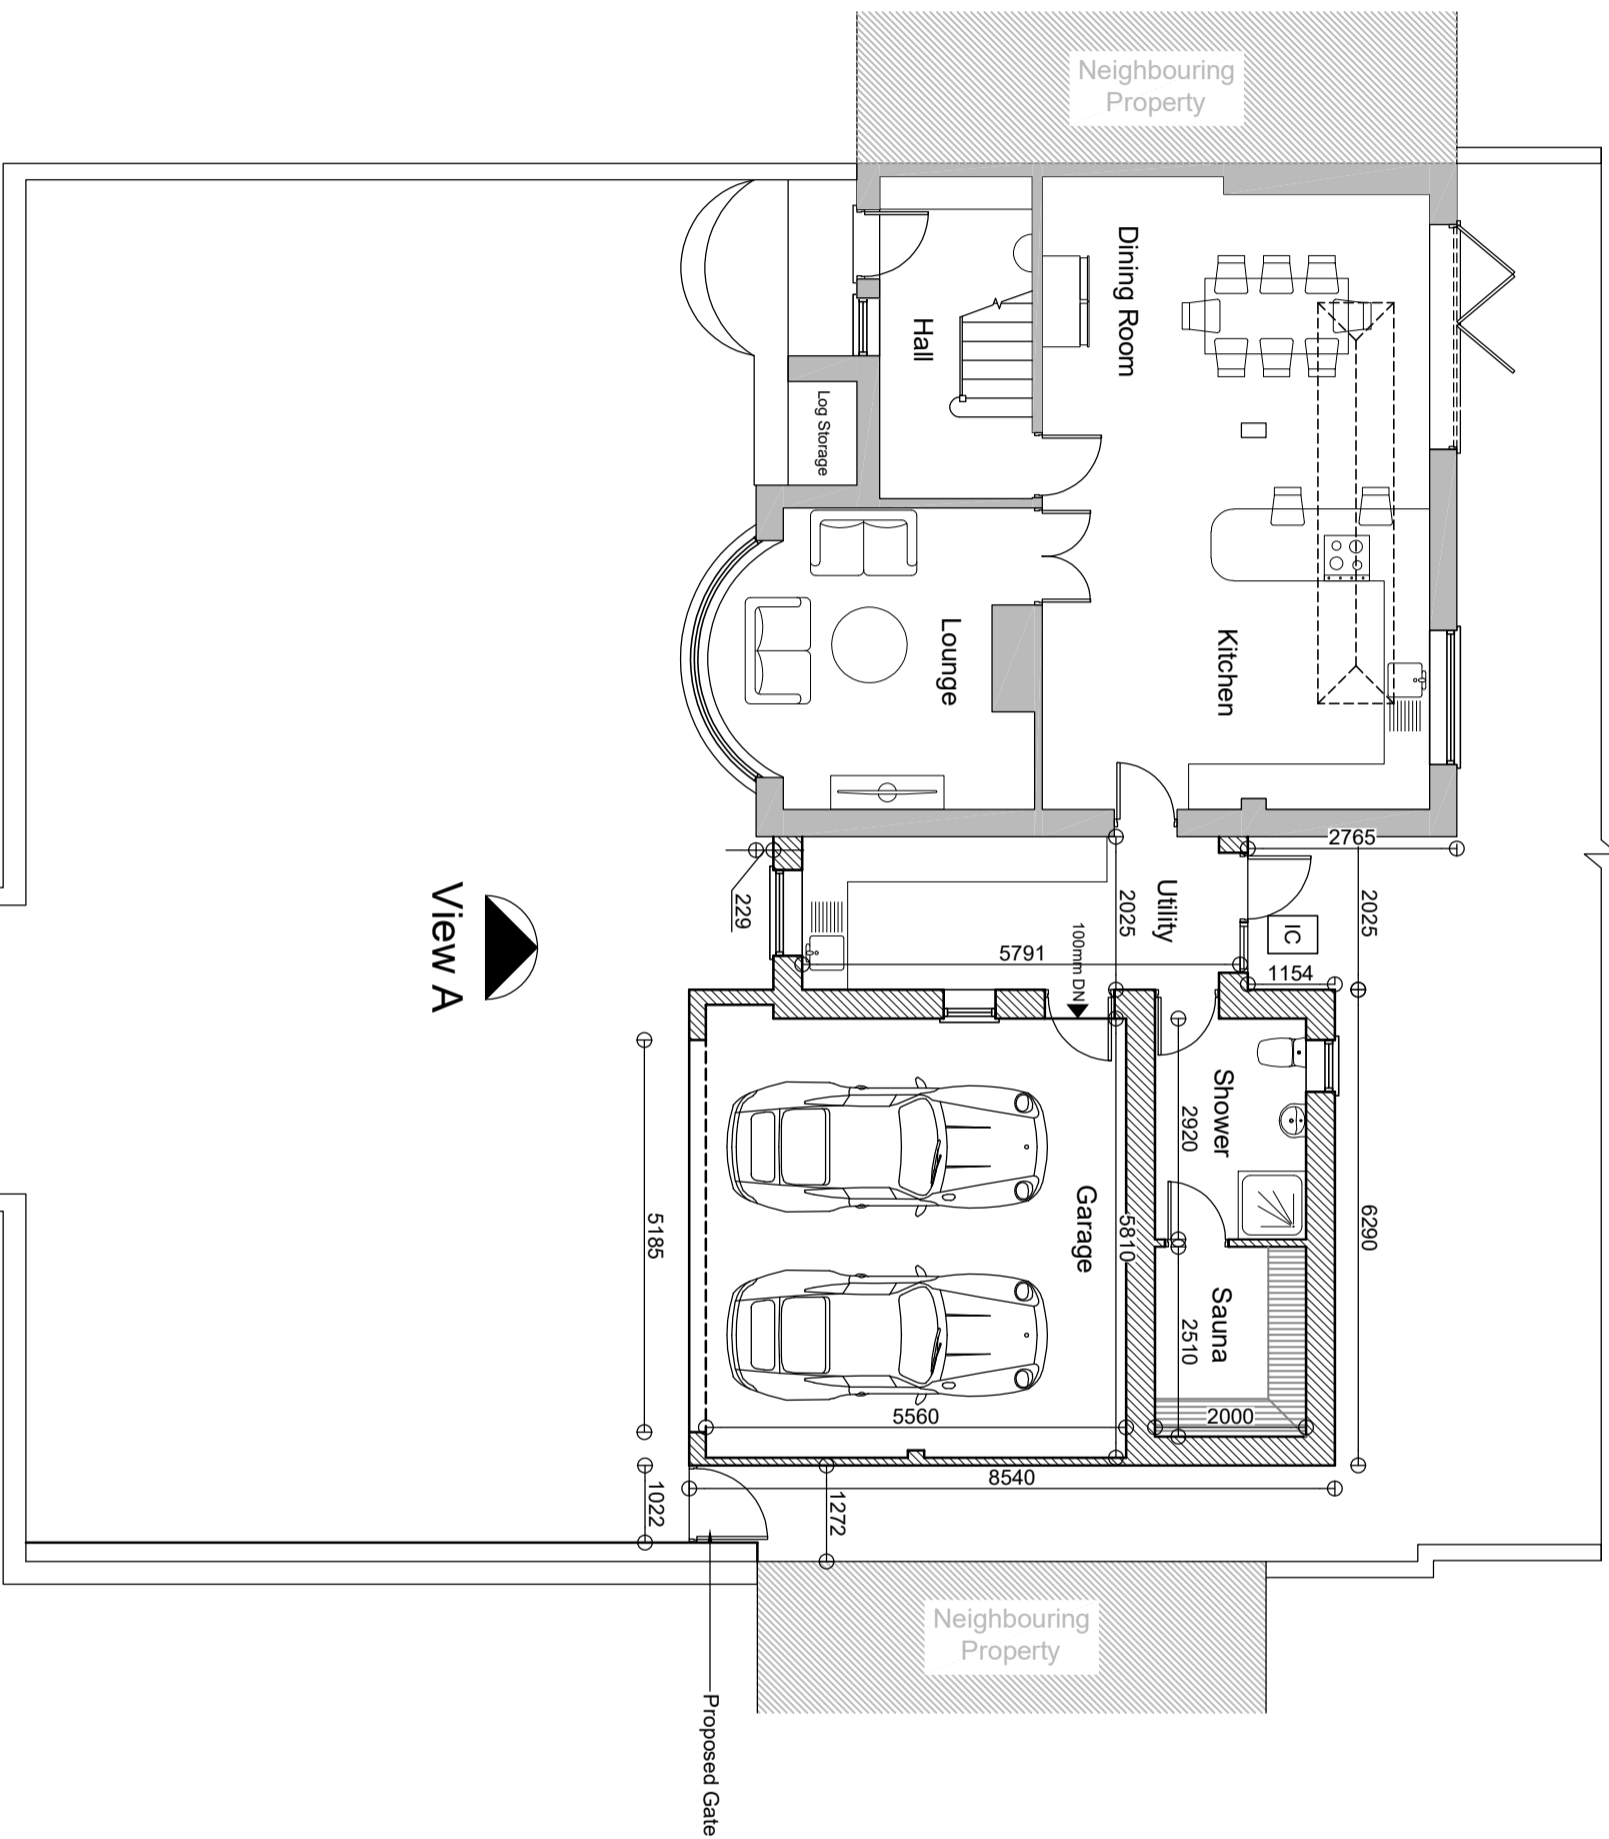 Neighbouring
Property
Dining Room
Hall
Log Storage
Lounge
Kitchen
2765
2025
Utility
2025
229
IC
5791
1154
100mm DN
View A
Shower
2920
5185
Garage
5810
6290
Sauna
2510
5560
2000
8540
1022
1272
Neighbouring
Property
Proposed Gate